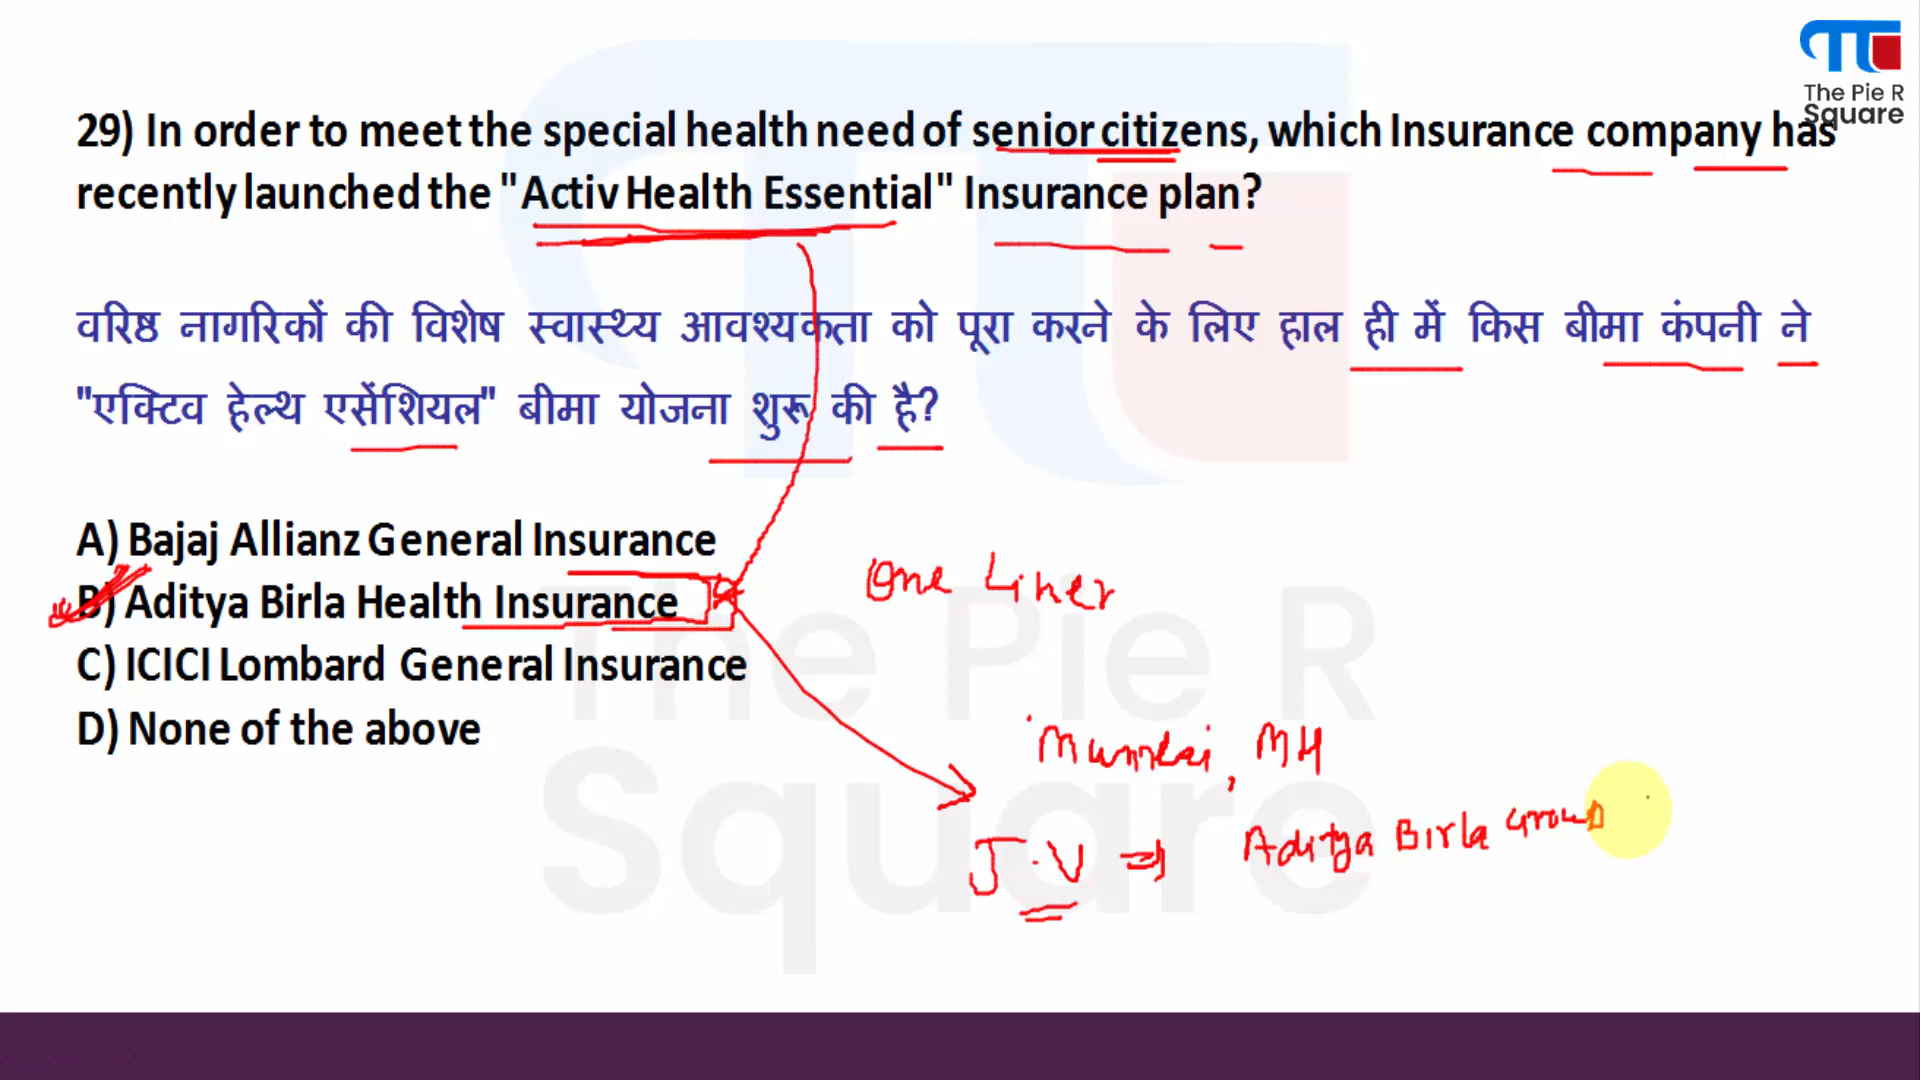 The Pie R
Square
29) In order to meet the special health need of senior citizens, which Insurance company has
recently launched the "Activ Health Essential" Insurance plan?
वरिष्ठ नागरिकों की विशेष स्वास्थ्य आवश्यकता को पूरा करने के लिए हाल ही में किस बीमा कंपनी ने
"एक्टिव हेल्थ एसेंशियल" बीमा योजना शुरू की है?
A) Bajaj Allianz General Insurance
B) Aditya Birla Health Insurance
C) ICICI Lombard General Insurance
D) None of the above
One Liner
Mumbai, MH
J.V ⇒ Aditya Birla Group
The Pie R
Square